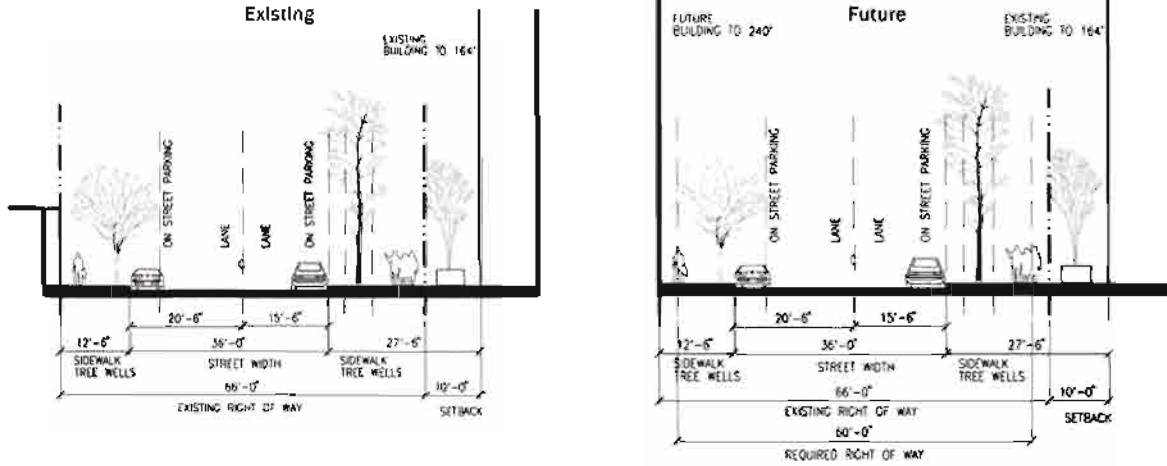 Existing
EXISTING
BUILDING TO 164'
ON STREET PARKING
LANE
LANE
ON STREET PARKING
20'-6"
15'-6"
12'-6"
36'-0"
27'-6"
SIDEWALK
TREE WELLS
STREET WIDTH
SIDEWALK
TREE WELLS
66'-0"
10'-0"
EXISTING RIGHT OF WAY
SETBACK
Future
FUTURE
BUILDING TO 240'
EXISTING
BUILDING TO 164'
ON STREET PARKING
LANE
LANE
ON STREET PARKING
20'-6"
15'-6"
12'-6"
36'-0"
27'-6"
SIDEWALK
TREE WELLS
STREET WIDTH
SIDEWALK
TREE WELLS
66'-0"
10'-0"
EXISTING RIGHT OF WAY
SETBACK
60'-0"
REQUIRED RIGHT OF WAY